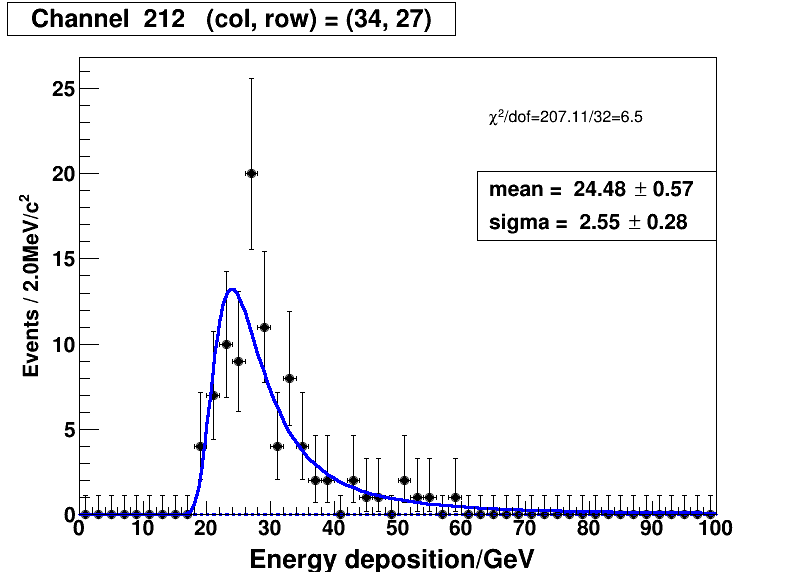 Channel 212 (col, row) = (34, 27)
χ²/dof=207.11/32=6.5
mean = 24.48 ± 0.57
sigma = 2.55 ± 0.28
Events / 2.0MeV/c²
25
20
15
10
5
0
0 10 20 30 40 50 60 70 80 90 100
Energy deposition/GeV